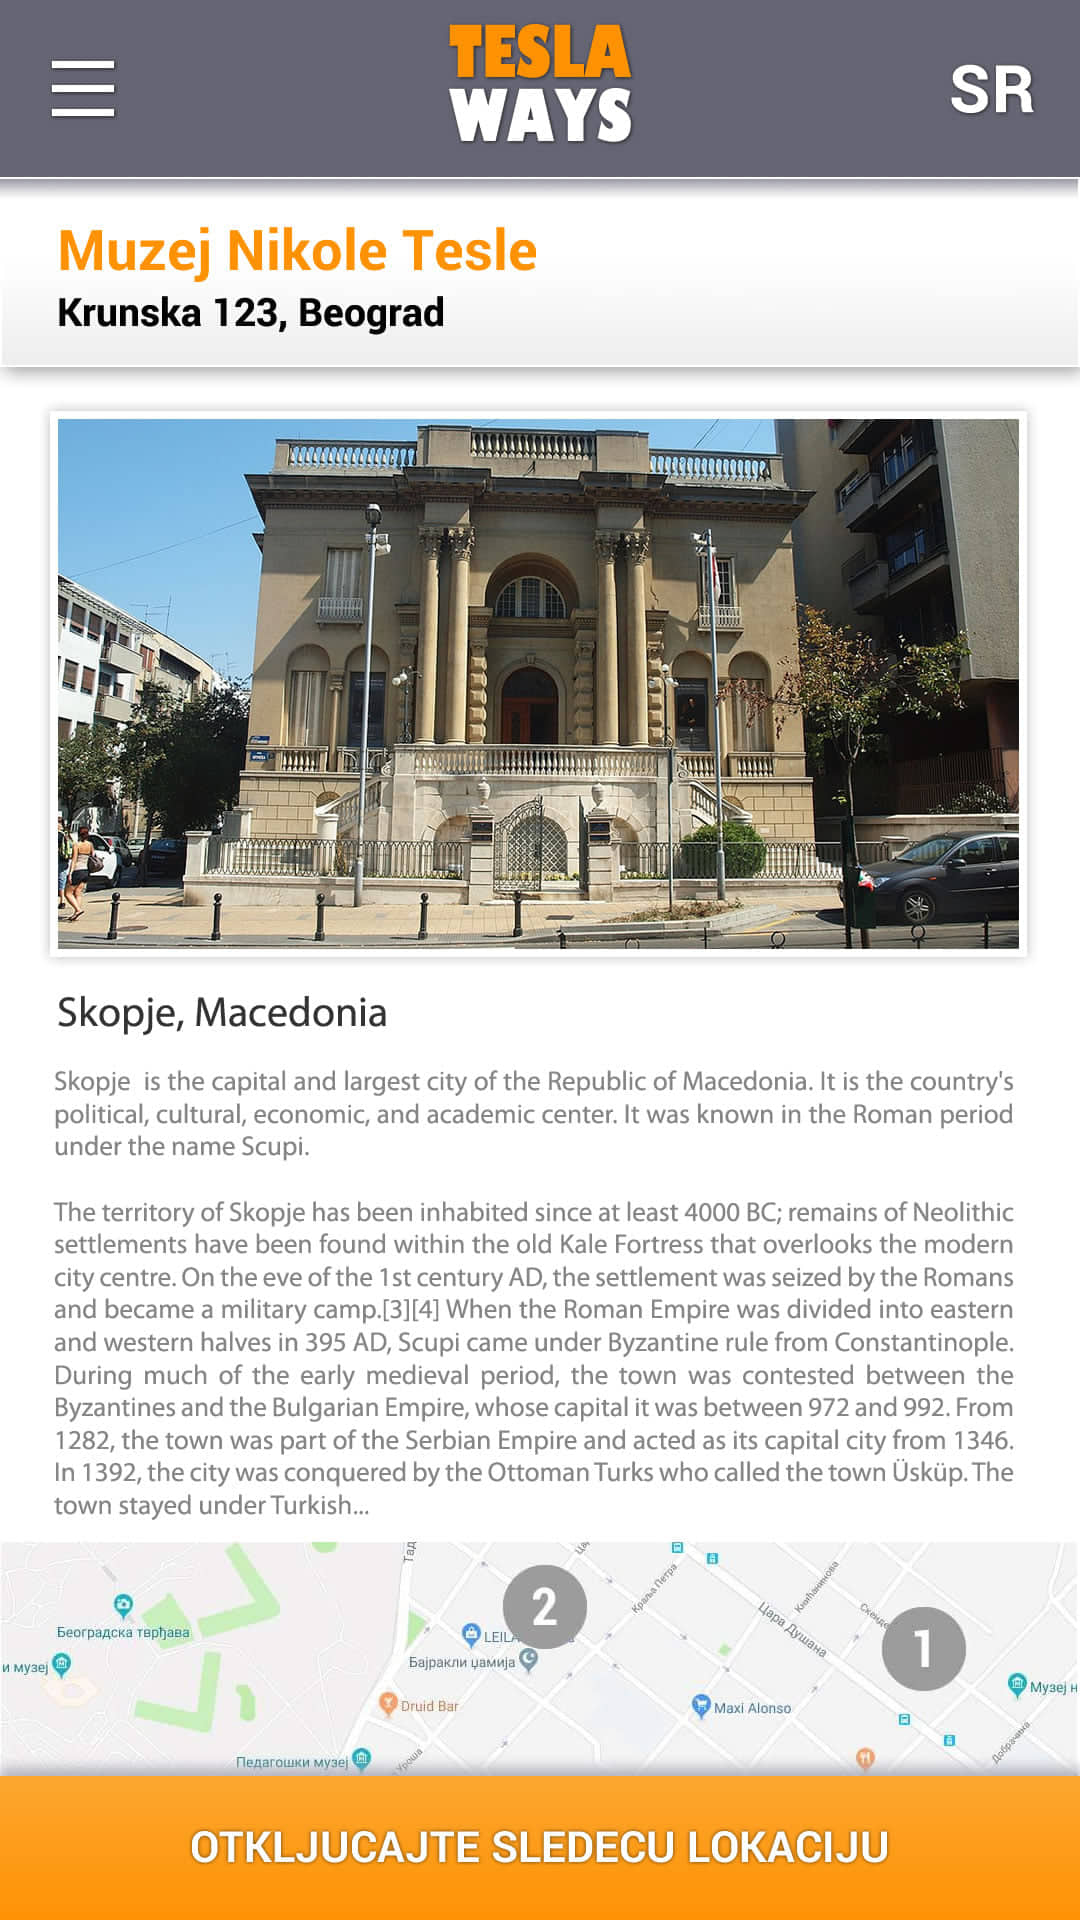 TESLA
WAYS
SR
Muzej Nikole Tesle
Krunska 123, Beograd
Skopje, Macedonia
Skopje  is the capital and largest city of the Republic of Macedonia. It is the country's
political, cultural, economic, and academic center. It was known in the Roman period
under the name Scupi.
The territory of Skopje has been inhabited since at least 4000 BC; remains of Neolithic
settlements have been found within the old Kale Fortress that overlooks the modern
city centre. On the eve of the 1st century AD, the settlement was seized by the Romans
and became a military camp.[3][4] When the Roman Empire was divided into eastern
and western halves in 395 AD, Scupi came under Byzantine rule from Constantinople.
During much of the early medieval period, the town was contested between the
Byzantines and the Bulgarian Empire, whose capital it was between 972 and 992. From
1282, the town was part of the Serbian Empire and acted as its capital city from 1346.
In 1392, the city was conquered by the Ottoman Turks who called the town Üsküp. The
town stayed under Turkish...
Тад
Краља Петра
Књићанинова
Скенде
Цара Душана
2
1
Београдска тврђава
LEILA
Бајракли џамија
и музеј
Музеј н
Druid Bar
Maxi Alonso
Добрачина
Педагошки музеј
Уроша
OTKLJUCAJTE SLEDECU LOKACIJU